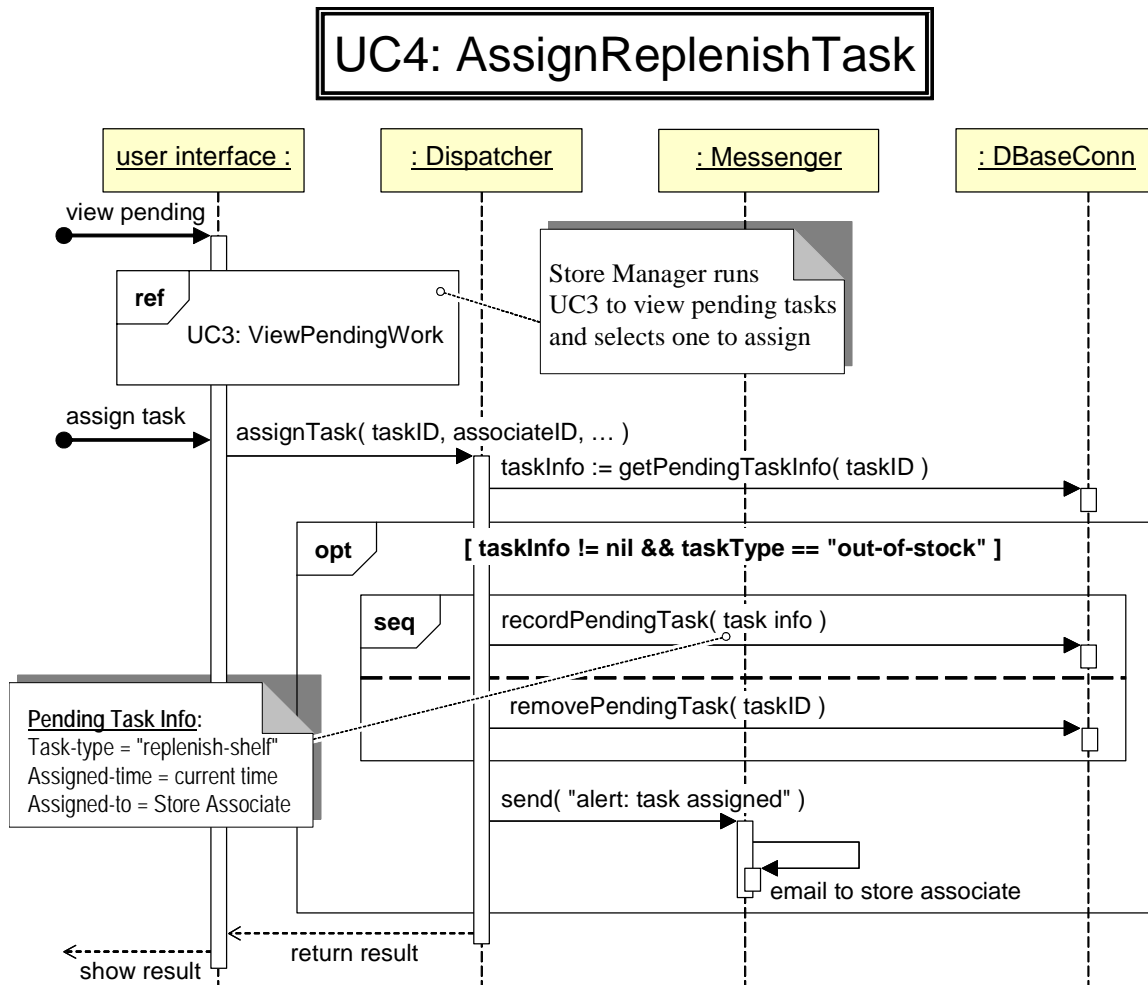 UC4: AssignReplenishTask
user interface :
: Dispatcher
: Messenger
: DBaseConn
view pending
ref
UC3: ViewPendingWork
Store Manager runs
UC3 to view pending tasks
and selects one to assign
assign task
assignTask( taskID, associateID, … )
taskInfo := getPendingTaskInfo( taskID )
opt
[ taskInfo != nil && taskType == "out-of-stock" ]
seq
recordPendingTask( task info )
removePendingTask( taskID )
Pending Task Info:
Task-type = "replenish-shelf"
Assigned-time = current time
Assigned-to = Store Associate
send( "alert: task assigned" )
email to store associate
return result
show result